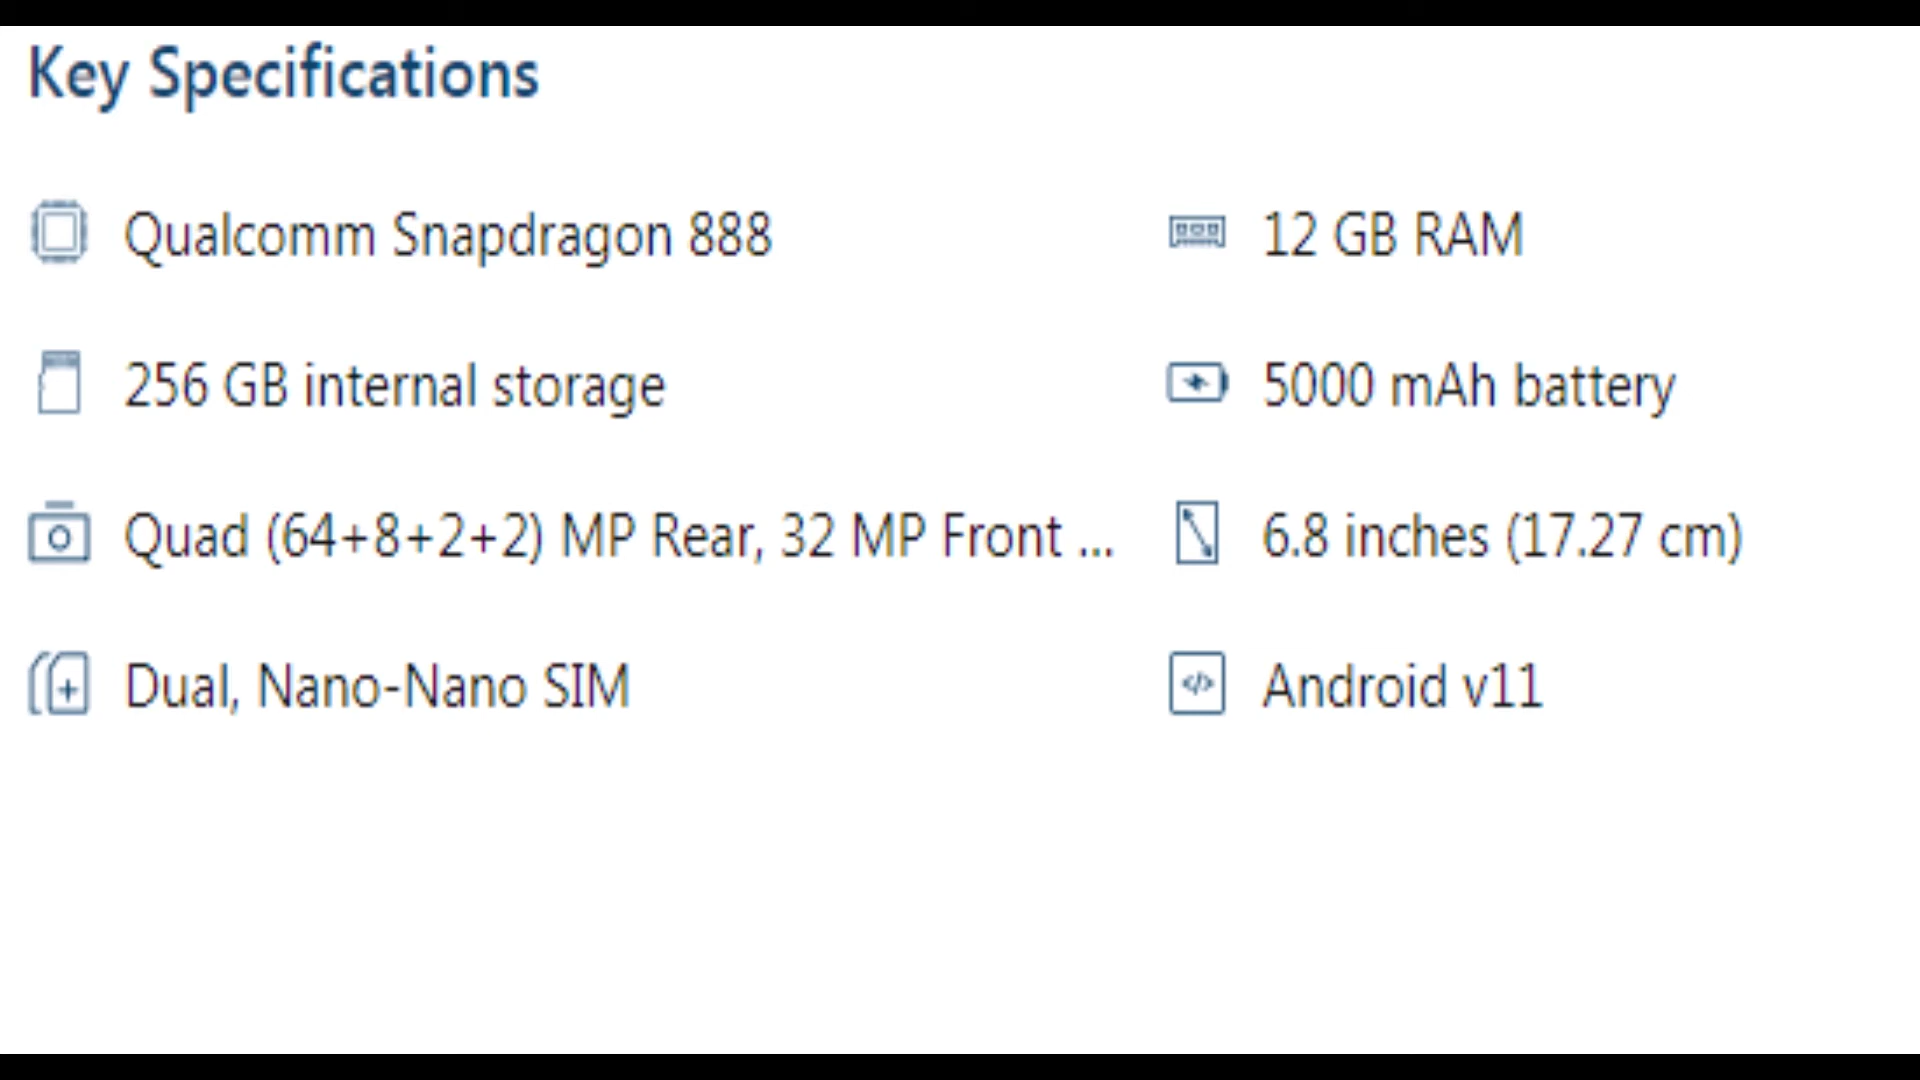 Key Specifications
Qualcomm Snapdragon 888
12 GB RAM
256 GB internal storage
5000 mAh battery
Quad (64+8+2+2) MP Rear, 32 MP Front ...
6.8 inches (17.27 cm)
Dual, Nano-Nano SIM
Android v11